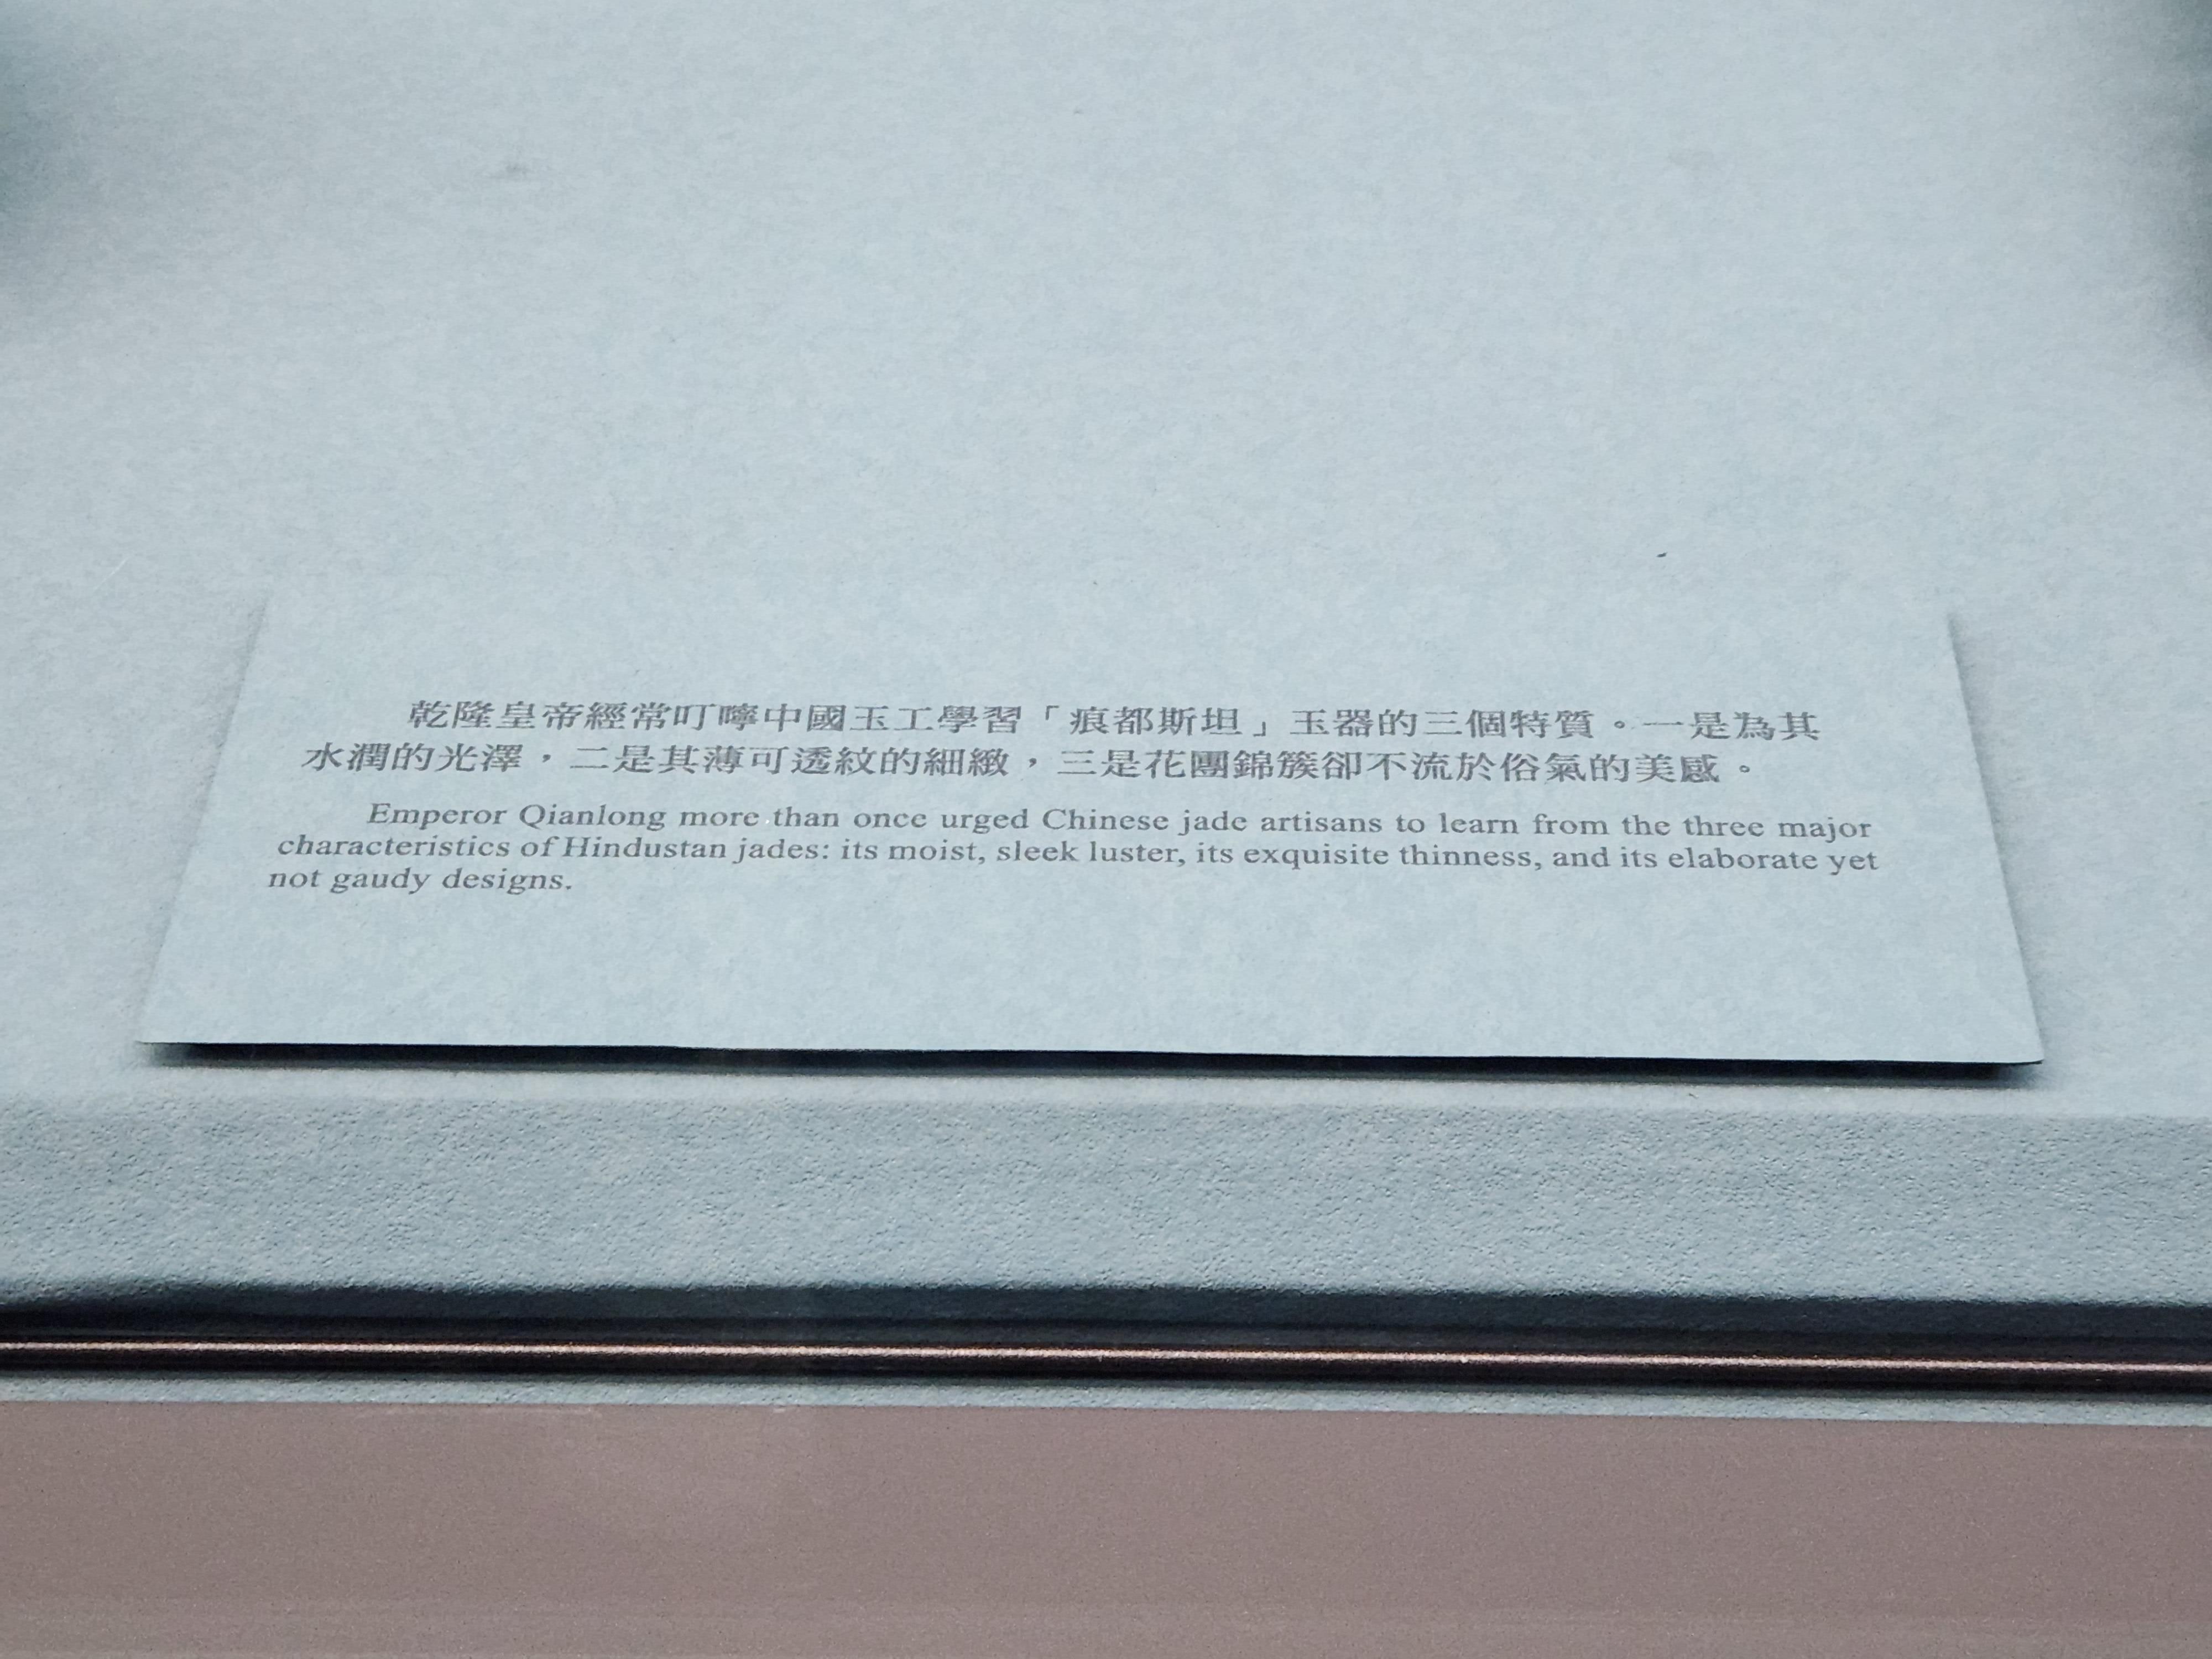 乾隆皇帝經常叮嚀中國玉工學習「痕都斯坦」玉器的三個特質。一是為其
水潤的光澤，二是其薄可透紋的細緻，三是花團錦簇卻不流於俗氣的美感。
Emperor Qianlong more than once urged Chinese jade artisans to learn from the three major
characteristics of Hindustan jades: its moist, sleek luster, its exquisite thinness, and its elaborate yet
not gaudy designs.